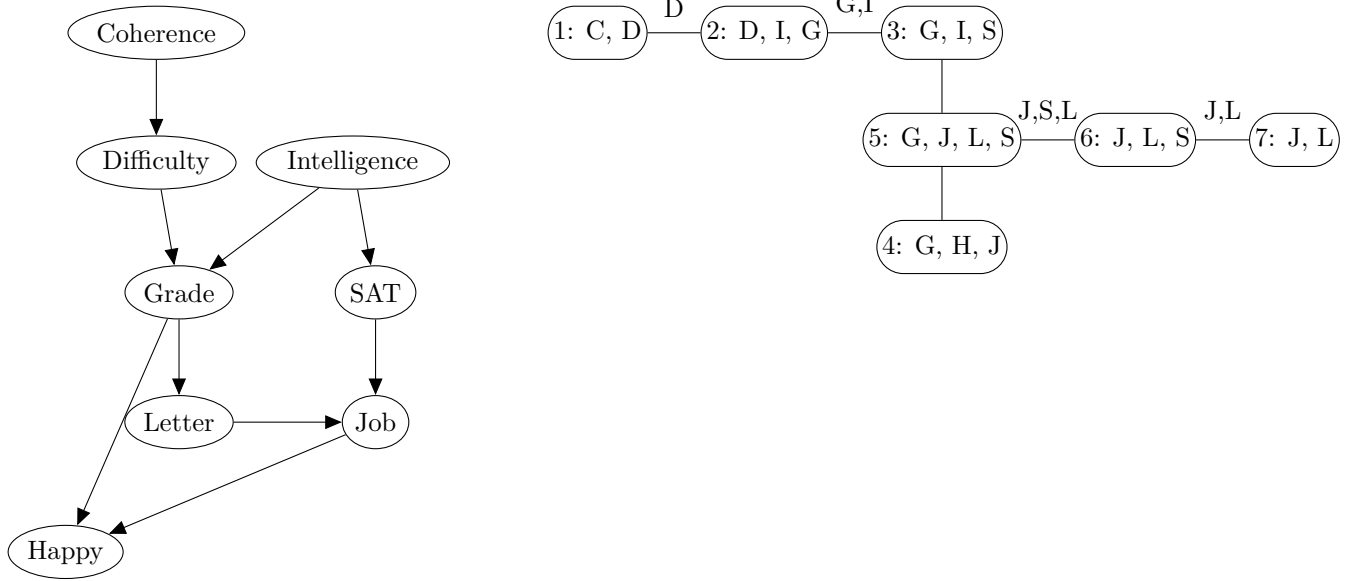 Coherence
Difficulty
Intelligence
Grade
SAT
Letter
Job
Happy
D
G,I
1: C, D
2: D, I, G
3: G, I, S
J,S,L
J,L
5: G, J, L, S
6: J, L, S
7: J, L
4: G, H, J